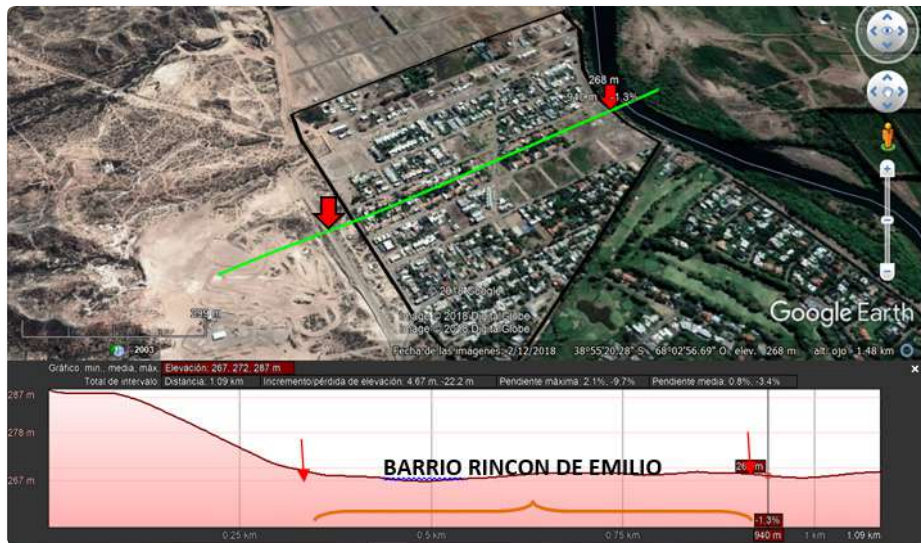 268 m
940 m -1.3%
© 2018 Google
Image © 2018 DigitalGlobe
Image © 2018 DigitalGlobe
Google Earth
2003
Fecha de las imágenes: 2/12/2018 38°55'20.28" S 68°02'56.69" O elev. 268 m alt. ojo 1.48 km
Gráfico: mín., media, máx. Elevación: 267, 272, 287 m
Total de intervalo: Distancia: 1.09 km Incremento/pérdida de elevación: 4.67 m, -22.2 m Pendiente máxima: 2.1%, -9.7% Pendiente media: 0.8%, -3.4%
287 m
278 m
267 m
BARRIO RINCON DE EMILIO
-1.3%
0.25 km 0.5 km 0.75 km 940 m 1 km 1.09 km